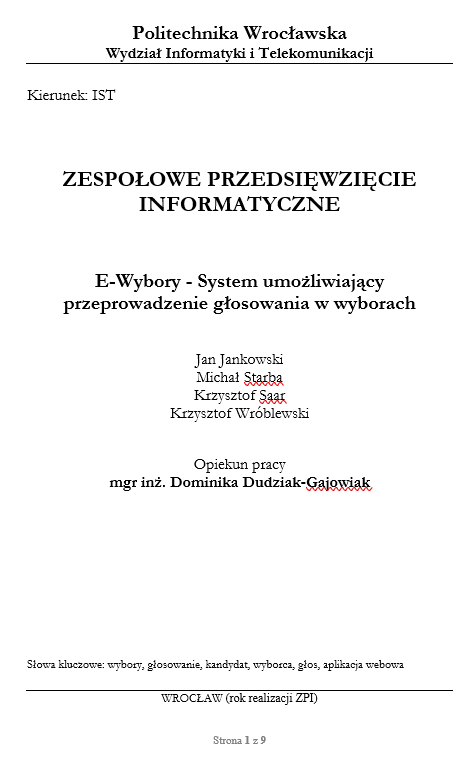 Politechnika Wrocławska
Wydział Informatyki i Telekomunikacji
Kierunek: IST
ZESPOŁOWE PRZEDSIĘWZIĘCIE
INFORMATYCZNE
E-Wybory - System umożliwiający
przeprowadzenie głosowania w wyborach
Jan Jankowski
Michał Starba
Krzysztof Saar
Krzysztof Wróblewski
Opiekun pracy
mgr inż. Dominika Dudziak-Gajowiak
Słowa kluczowe: wybory, głosowanie, kandydat, wyborca, głos, aplikacja webowa
WROCŁAW (rok realizacji ZPI)
Strona 1 z 9